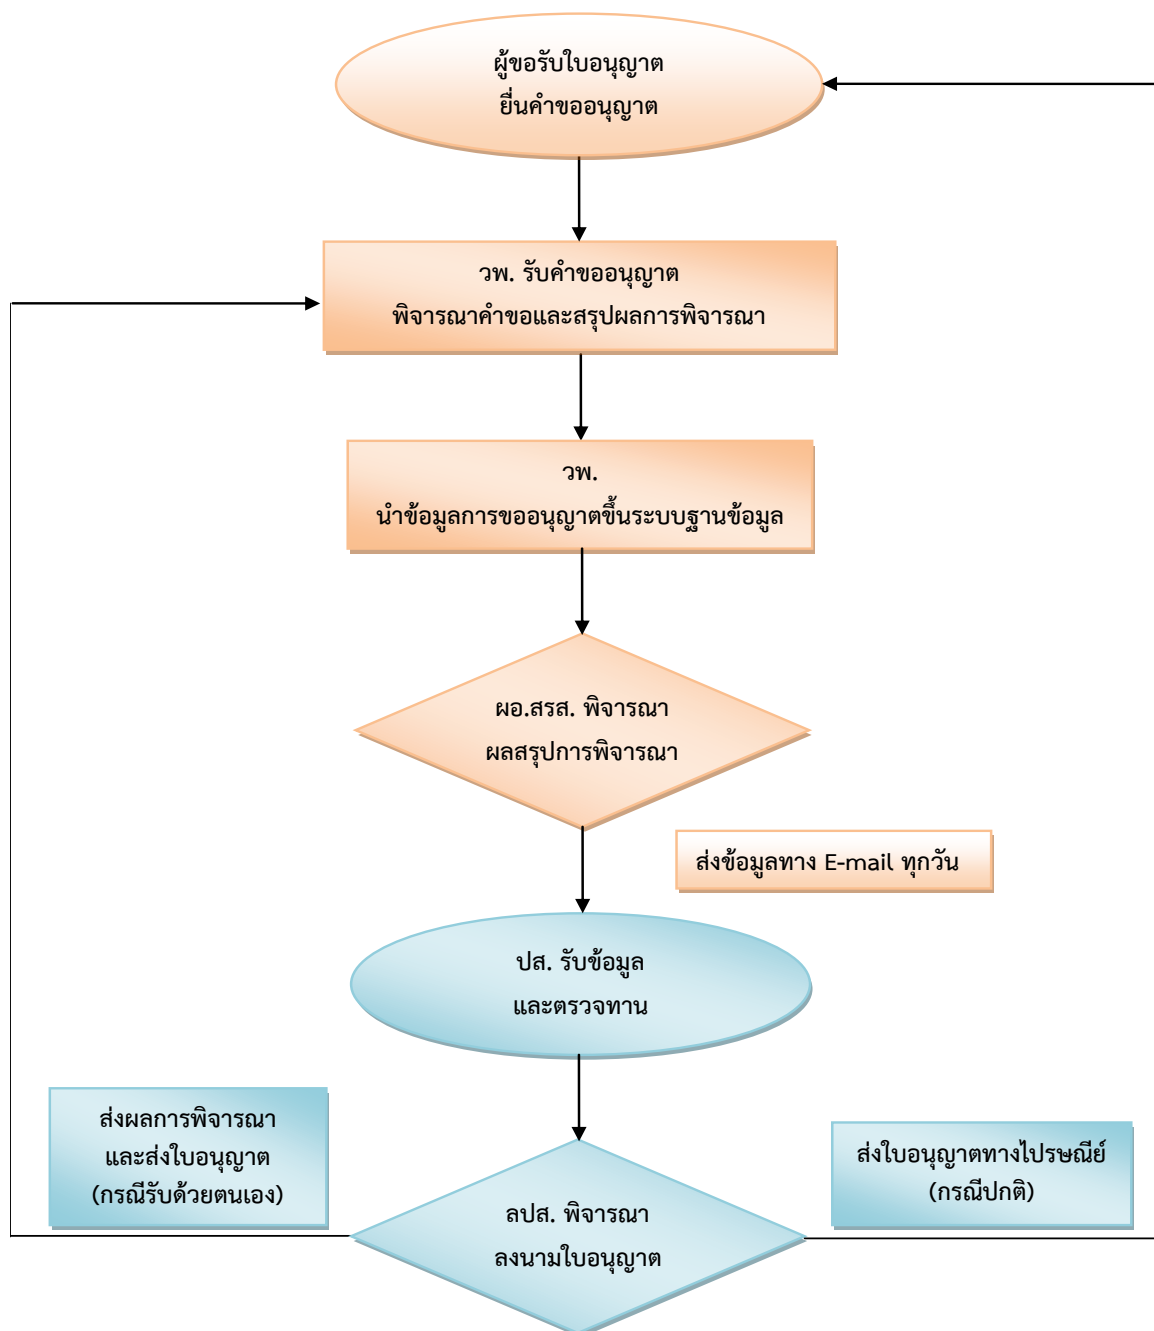 ผู้ขอรับใบอนุญาต
ยื่นคำขออนุญาต
วพ. รับคำขออนุญาต
พิจารณาคำขอและสรุปผลการพิจารณา
วพ.
นำข้อมูลการขออนุญาตขึ้นระบบฐานข้อมูล
ผอ.สรส. พิจารณา
ผลสรุปการพิจารณา
ส่งข้อมูลทาง E-mail ทุกวัน
ปส. รับข้อมูล
และตรวจทาน
ส่งผลการพิจารณา
และส่งใบอนุญาต
(กรณีรับด้วยตนเอง)
ส่งใบอนุญาตทางไปรษณีย์
(กรณีปกติ)
ลปส. พิจารณา
ลงนามใบอนุญาต